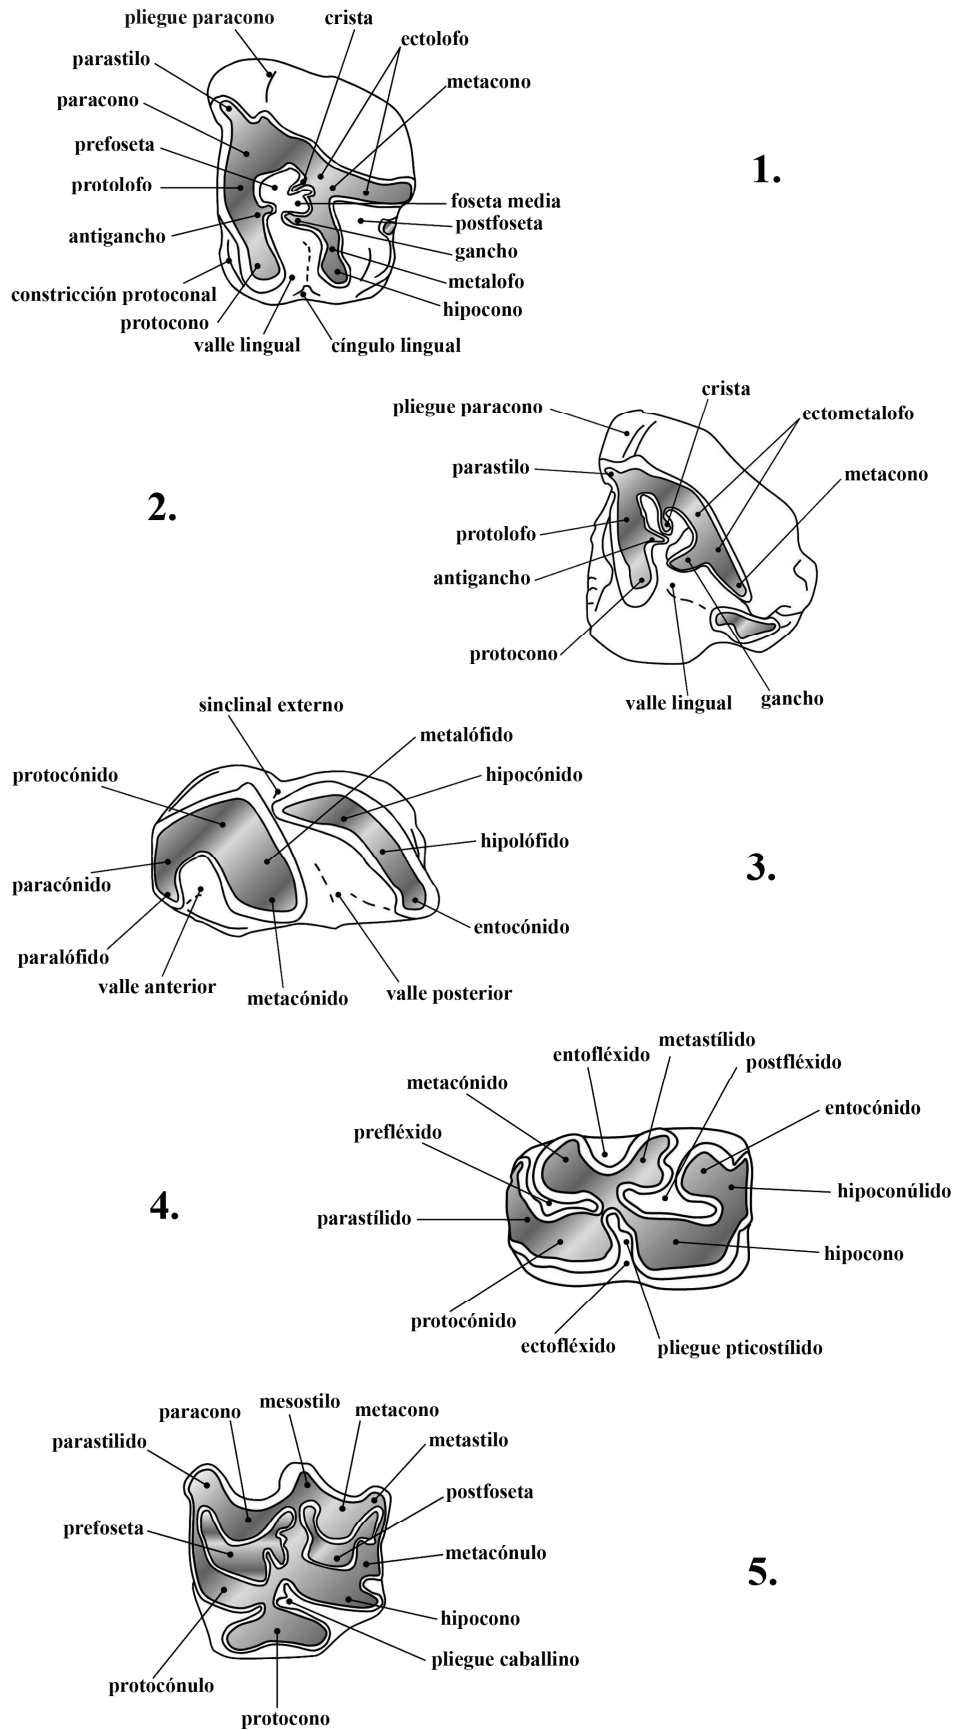 pliegue paracono
crista
ectolofo
parastilo
metacono
paracono
prefoseta
protolofo
foseta media
postfoseta
antigancho
gancho
metalofo
constricción protoconal
hipocono
protocono
valle lingual
cíngulo lingual
1.
crista
pliegue paracono
ectometalofo
parastilo
metacono
2.
protolofo
antigancho
protocono
valle lingual
gancho
sinclinal externo
metalófido
protocónido
hipocónido
hipolófido
3.
paracónido
entocónido
paralófido
valle anterior
metacónido
valle posterior
metastílido
entofléxido
postfléxido
metacónido
entocónido
prefléxido
4.
hipoconúlido
parastílido
hipocono
protocónido
ectofléxido
pliegue pticostílido
mesostilo
paracono
metacono
parastilido
metastilo
postfoseta
prefoseta
metacónulo
5.
hipocono
pliegue caballino
protocónulo
protocono